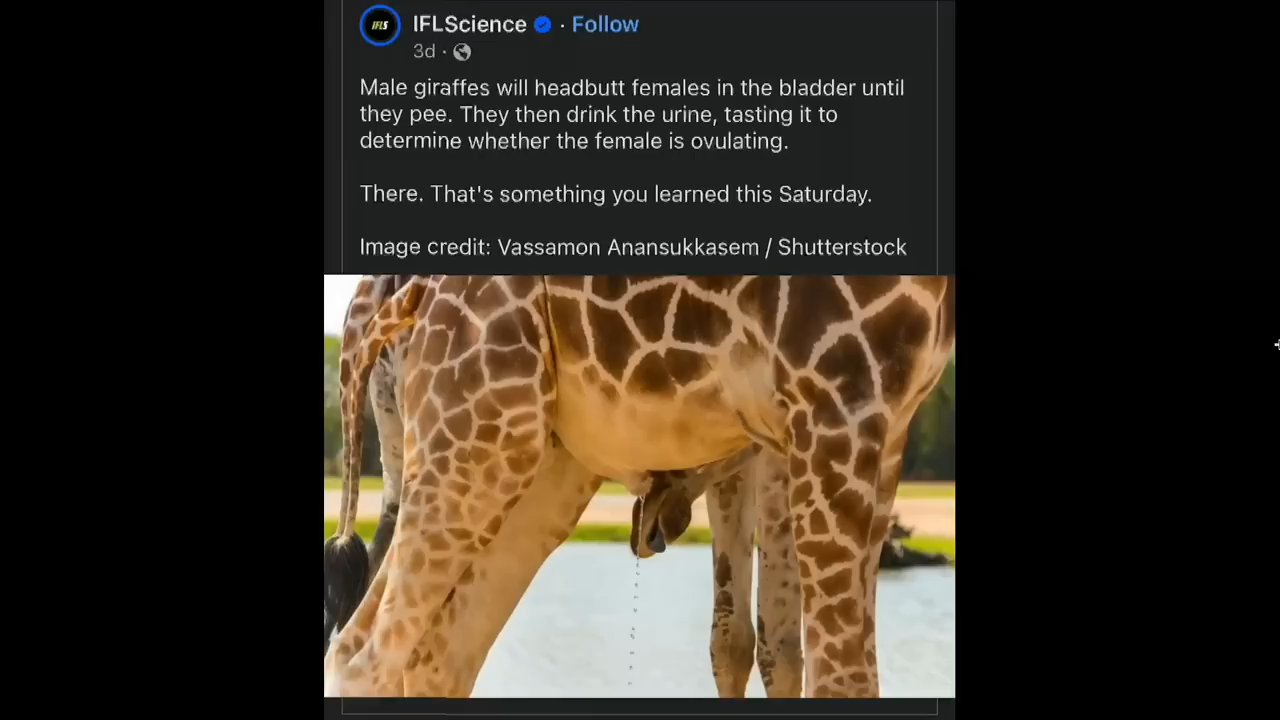 IFLS
IFLScience · Follow
3d ·
Male giraffes will headbutt females in the bladder until
they pee. They then drink the urine, tasting it to
determine whether the female is ovulating.
There. That's something you learned this Saturday.
Image credit: Vassamon Anansukkasem / Shutterstock